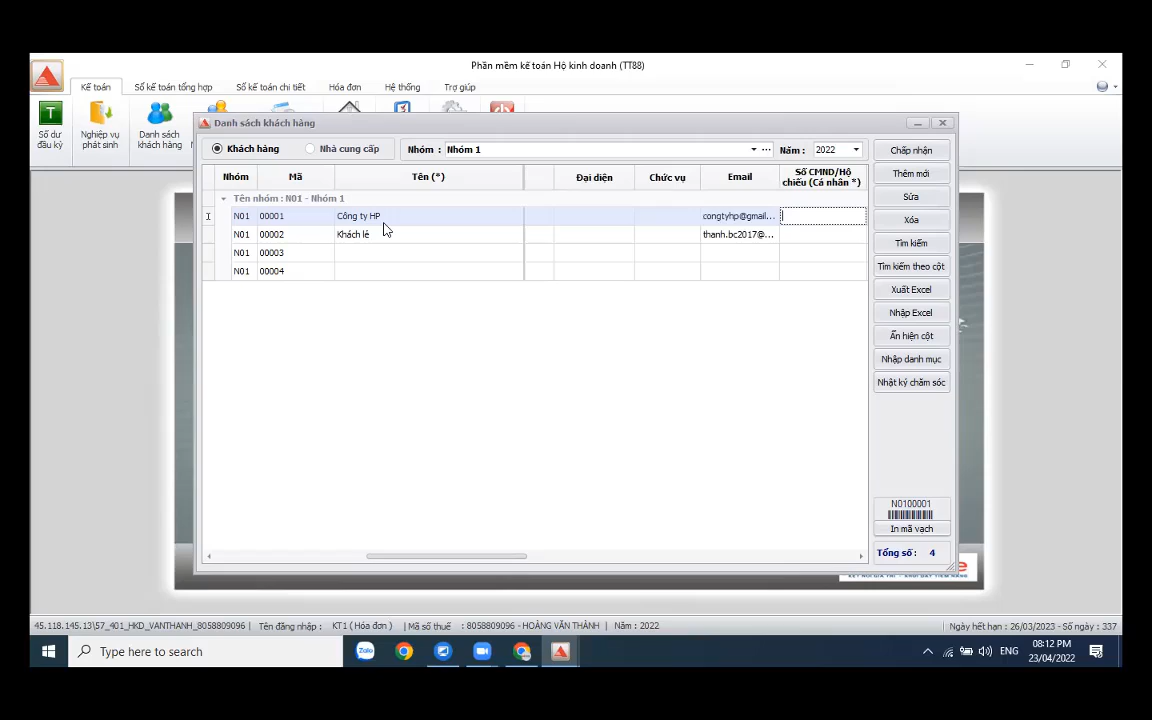 Phần mềm kế toán Hộ kinh doanh (TT88)
Kế toán
Sổ kế toán tổng hợp
Sổ kế toán chi tiết
Hóa đơn
Hệ thống
Trợ giúp
T
Số dư đầu kỳ
Nghiệp vụ phát sinh
Danh sách khách hàng
Danh sách khách hàng
Khách hàng
Nhà cung cấp
Nhóm : Nhóm 1
Năm : 2022
Nhóm
Mã
Tên (*)
Đại diện
Chức vụ
Email
Số CMND/Hộ chiếu (Cá nhân *)
Tên nhóm : N01 - Nhóm 1
N01 00001 Công ty HP congtyhp@gmail...
N01 00002 Khách lẻ thanh.bc2017@...
N01 00003
N01 00004
Chấp nhận
Thêm mới
Sửa
Xóa
Tìm kiếm
Tìm kiếm theo cột
Xuất Excel
Nhập Excel
Ẩn hiện cột
Nhập danh mục
Nhật ký chăm sóc
N0100001
In mã vạch
Tổng số : 4
45.118.145.13\57_401_HKD_VANTHANH_8058809096 | Tên đăng nhập : KT1 ( Hóa đơn ) | Mã số thuế : 8058809096 - HOÀNG VĂN THÀNH | Năm : 2022
Ngày hết hạn : 26/03/2023 - Số ngày : 337
Type here to search
Zalo
ENG
08:12 PM
23/04/2022